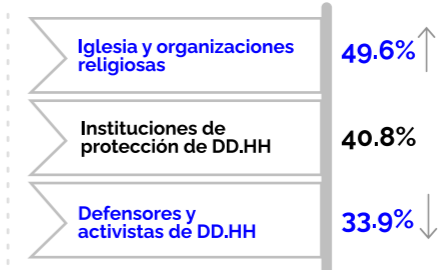 Iglesia y organizaciones
religiosas
49.6%
Instituciones de
protección de DD.HH
40.8%
Defensores y
activistas de DD.HH
33.9%